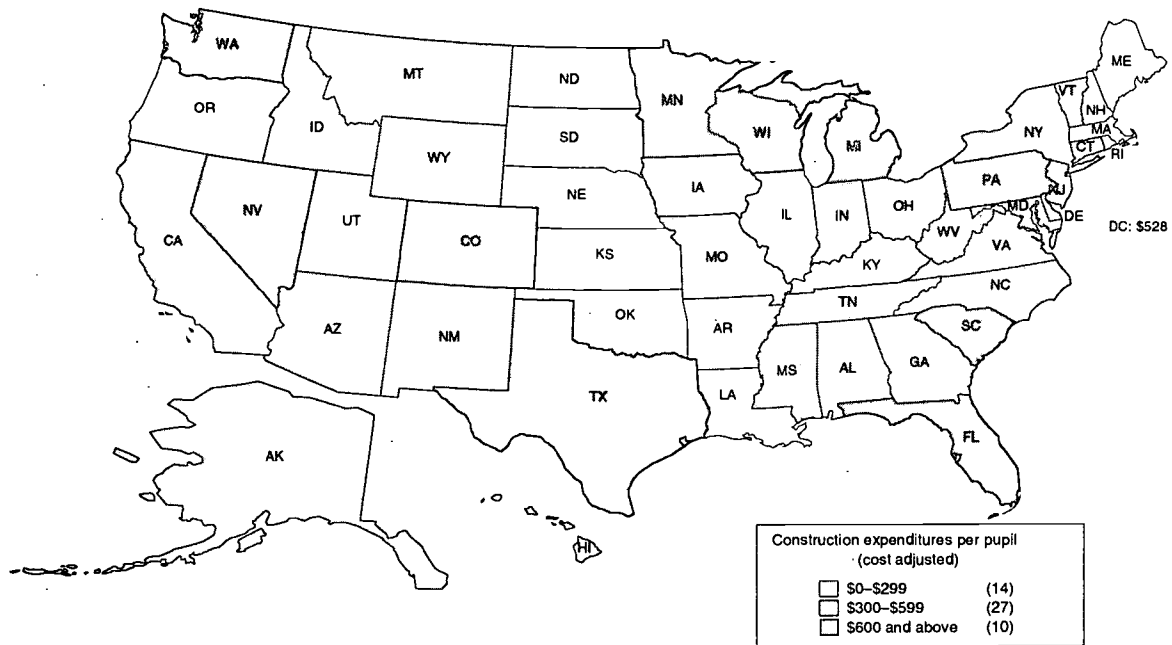 WA
MT
ND
MN
ME
VT
NH
OR
ID
SD
WI
MI
NY
MA
CT
RI
WY
IA
PA
NJ
NE
OH
MD
DE
NV
UT
IL
IN
WV
CA
CO
KS
MO
VA
DC: $528
KY
NC
TN
AZ
NM
OK
AR
SC
MS
AL
GA
TX
LA
FL
AK
HI
Construction expenditures per pupil
(cost adjusted)
$0–$299 (14)
$300–$599 (27)
$600 and above (10)